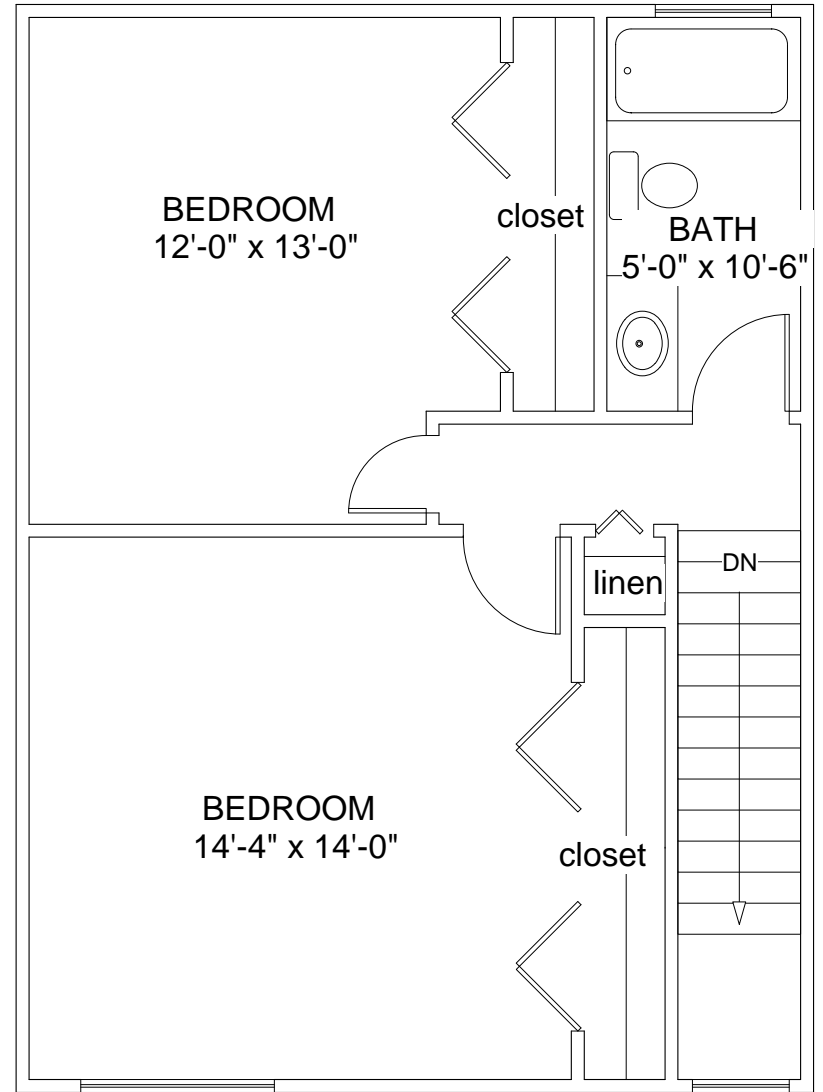 BEDROOM
12'-0" x 13'-0"
closet
BATH
5'-0" x 10'-6"
linen
DN
BEDROOM
14'-4" x 14'-0"
closet